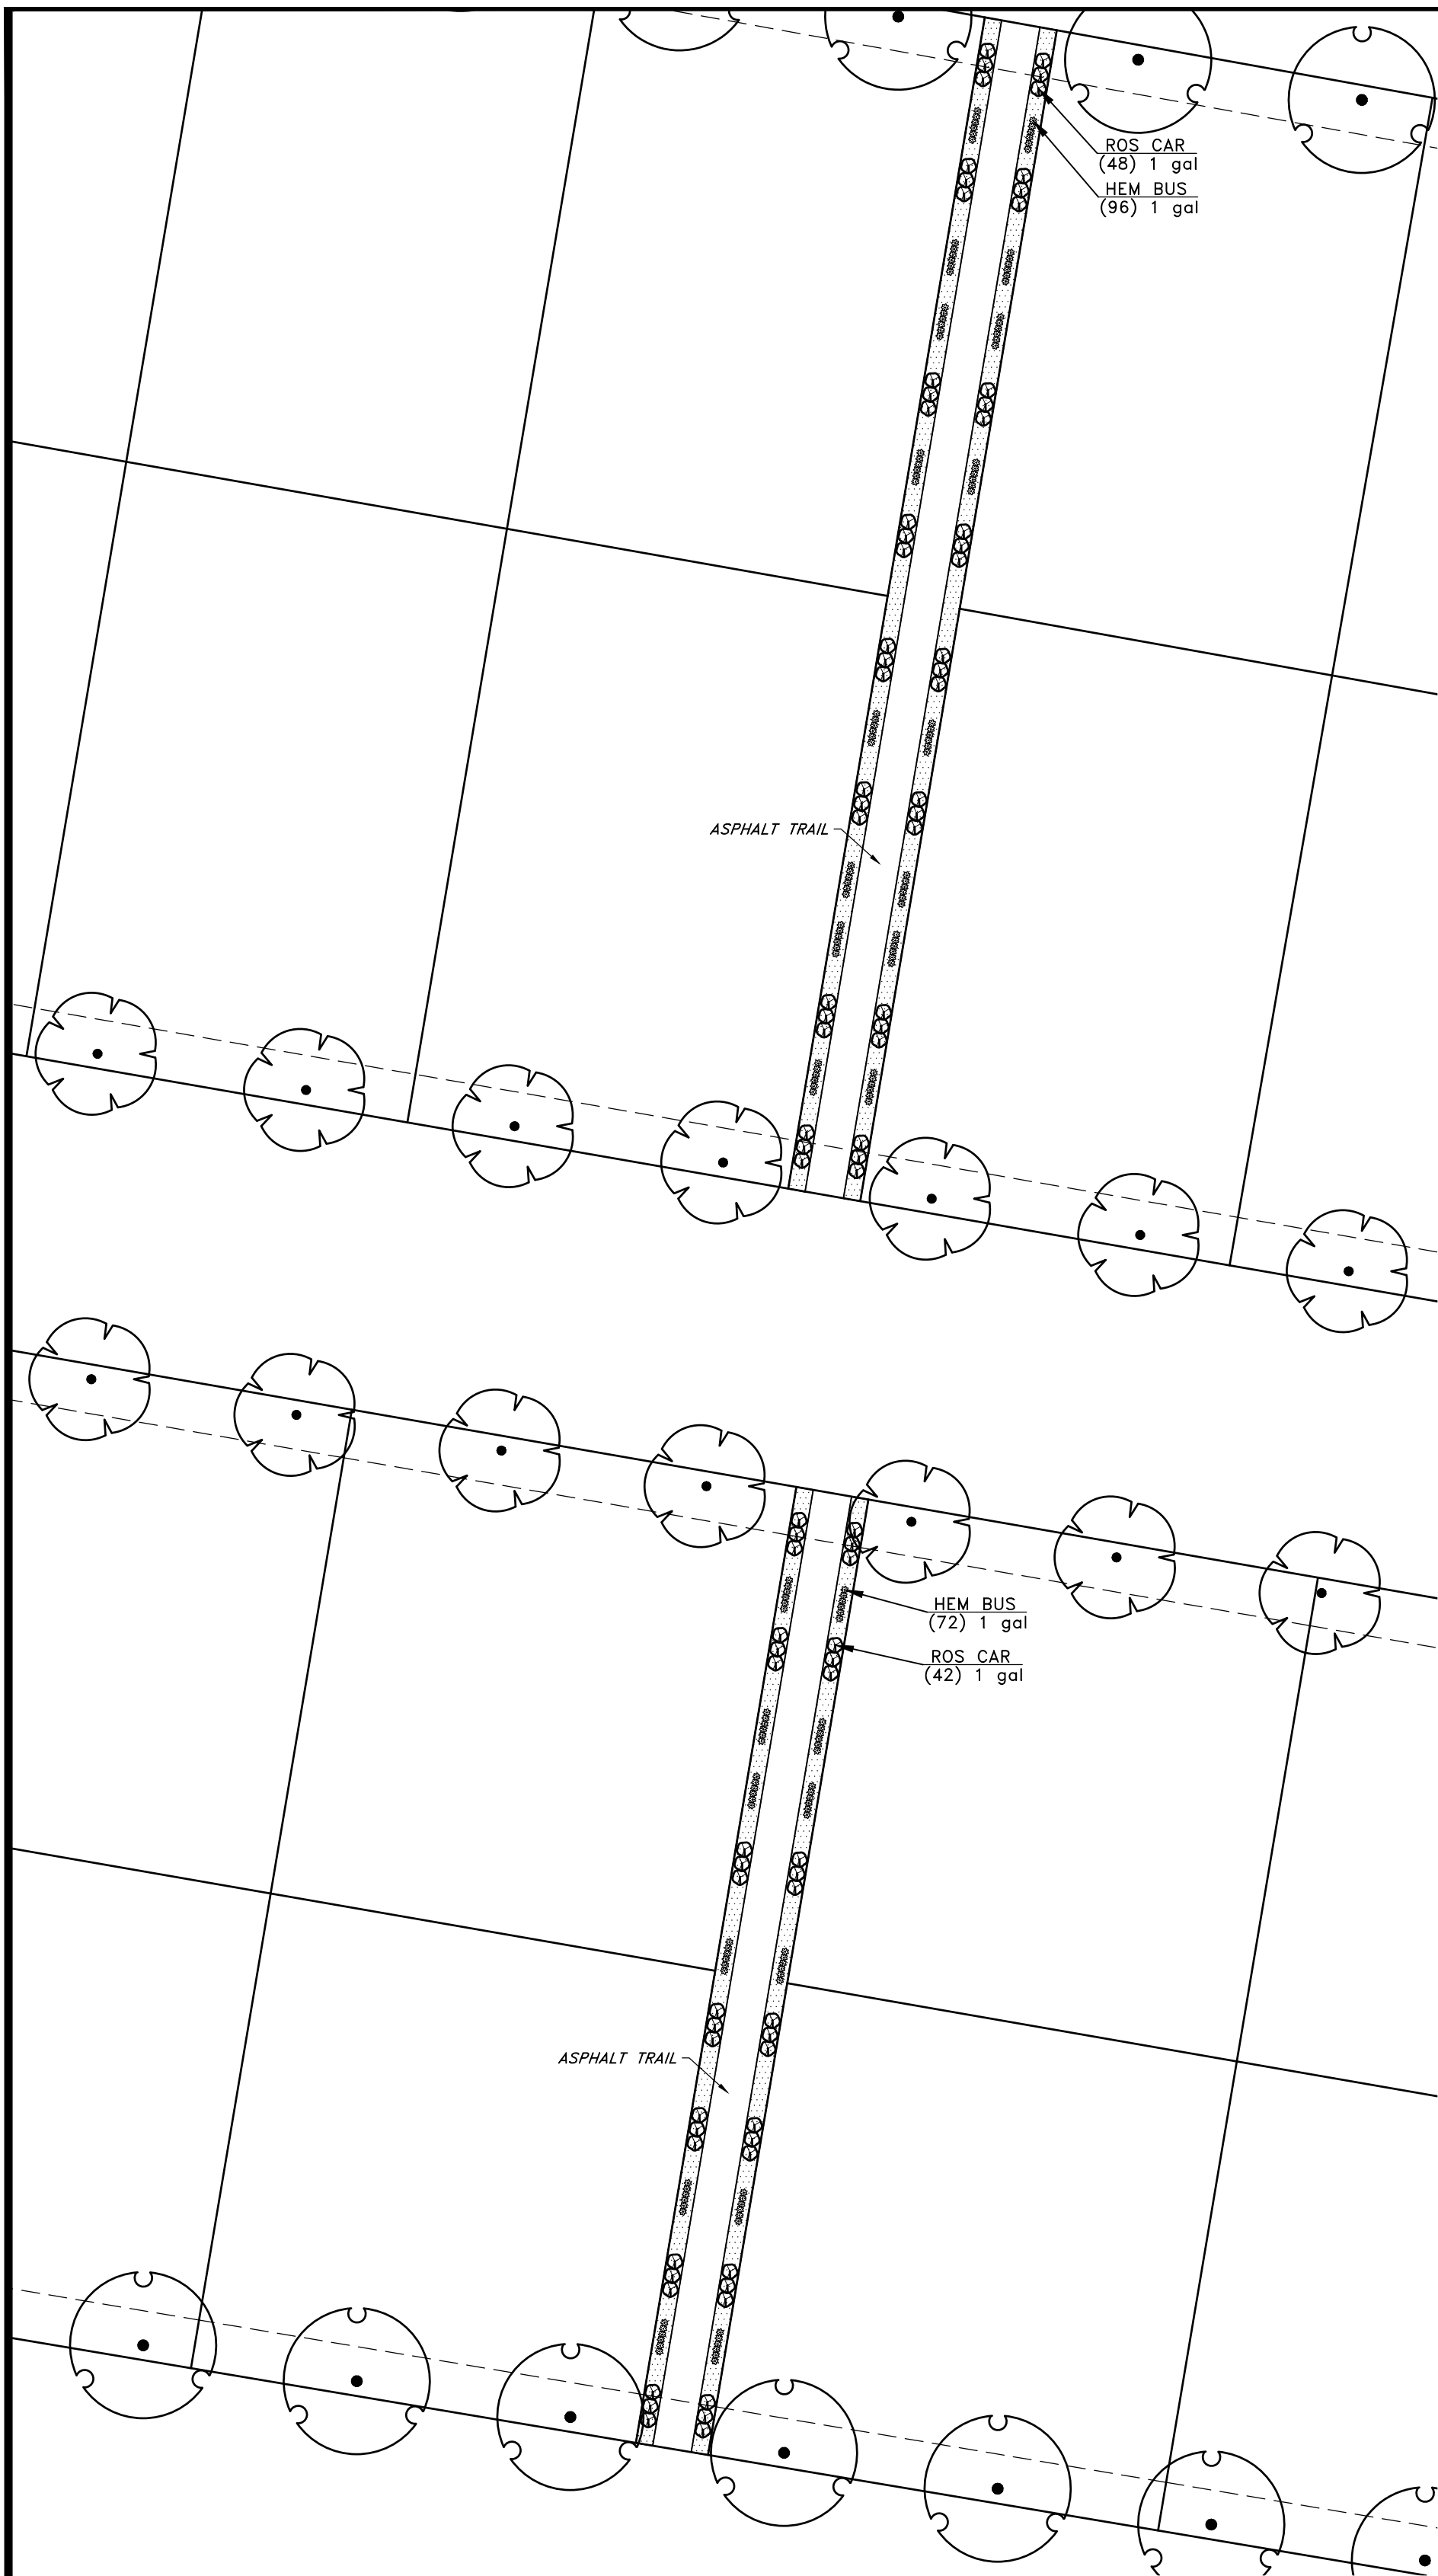 ROS CAR
(48) 1 gal
HEM BUS
(96) 1 gal
ASPHALT TRAIL
HEM BUS
(72) 1 gal
ROS CAR
(42) 1 gal
ASPHALT TRAIL